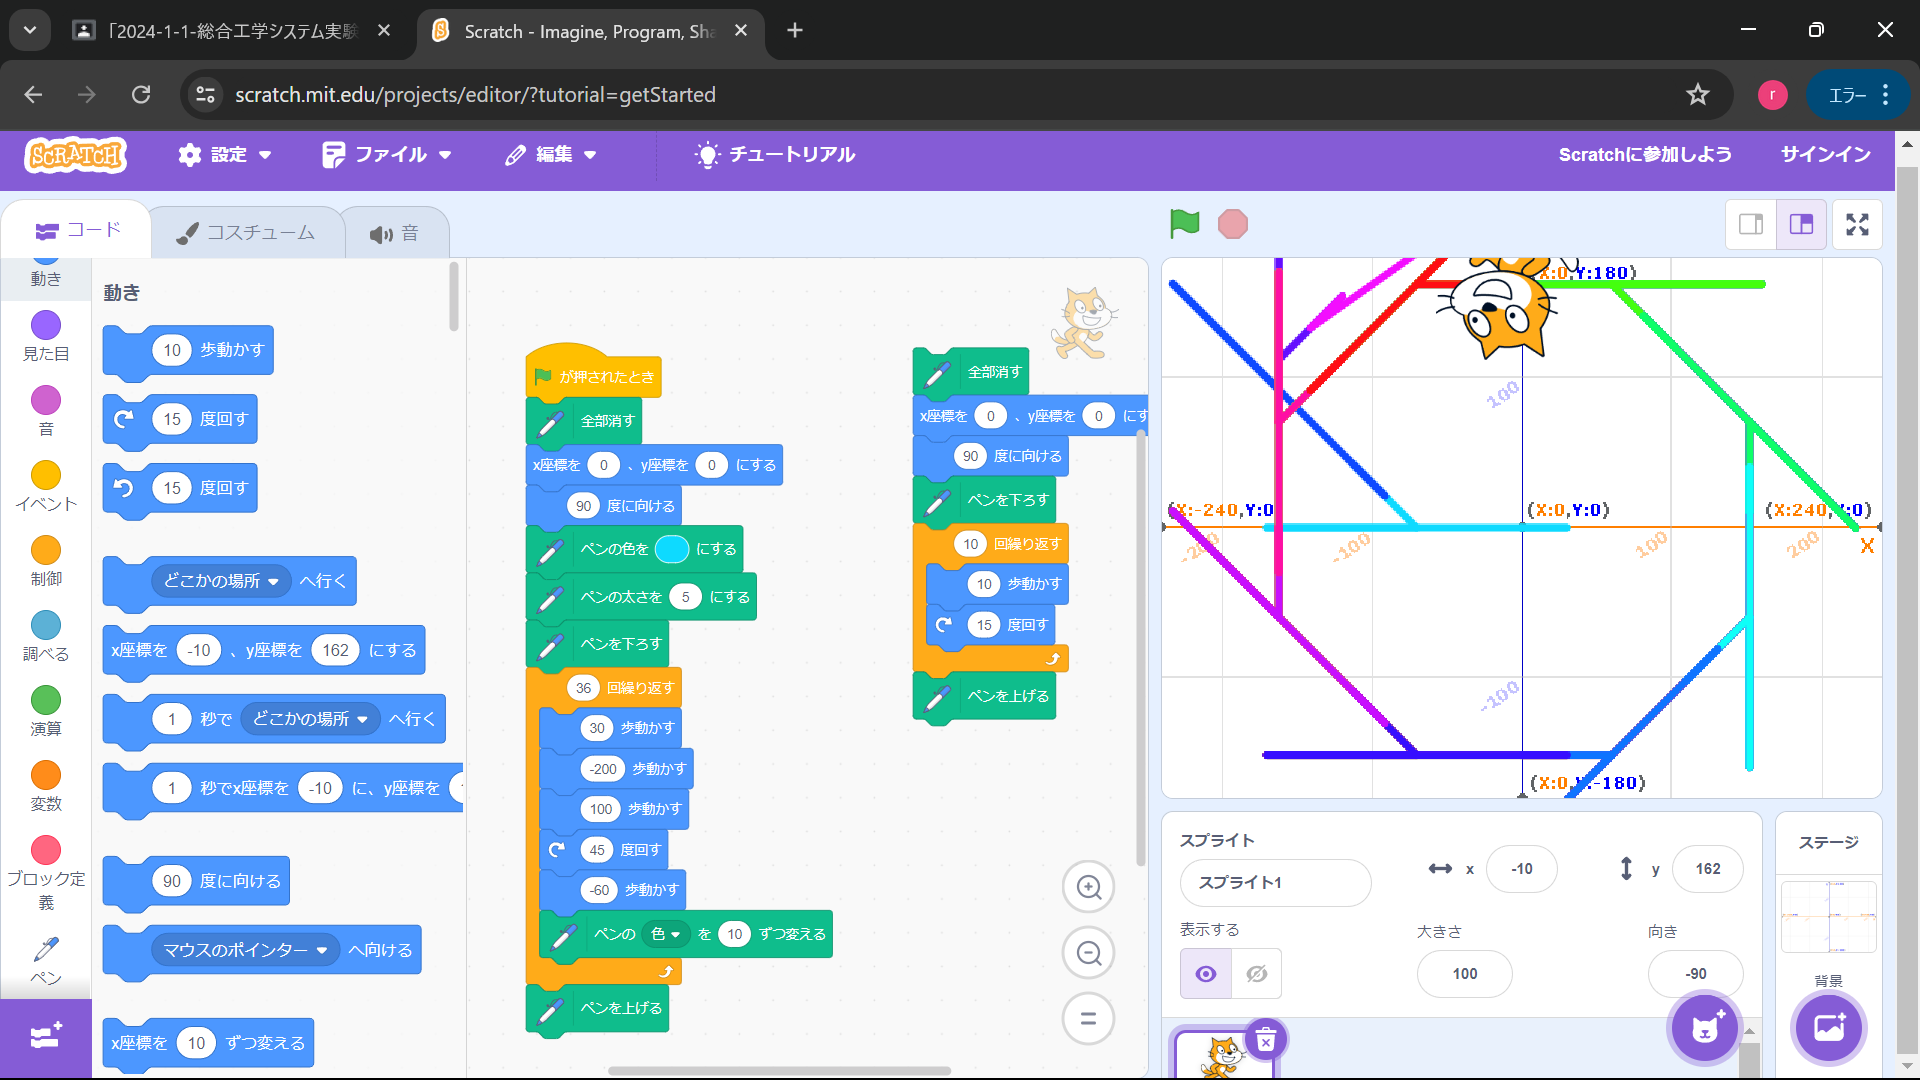 「2024-1-1-総合工学システム実験
Scratch - Imagine, Program, Sha
scratch.mit.edu/projects/editor/?tutorial=getStarted
r
エラー
SCRATCH
設定
ファイル
編集
チュートリアル
Scratchに参加しよう
サインイン
コード
コスチューム
音
動き
見た目
音
イベント
制御
調べる
演算
変数
ブロック定
義
ペン
動き
10 歩動かす
15 度回す
15 度回す
どこかの場所 へ行く
x座標を -10 、y座標を 162 にする
1 秒で どこかの場所 へ行く
1 秒でx座標を -10 に、y座標を
90 度に向ける
マウスのポインター へ向ける
x座標を 10 ずつ変える
が押されたとき
全部消す
x座標を 0 、y座標を 0 にする
90 度に向ける
ペンの色を にする
ペンの太さを 5 にする
ペンを下ろす
36 回繰り返す
30 歩動かす
-200 歩動かす
100 歩動かす
45 度回す
-60 歩動かす
ペンの 色 を 10 ずつ変える
ペンを上げる
全部消す
x座標を 0 、y座標を 0 にす
90 度に向ける
ペンを下ろす
10 回繰り返す
10 歩動かす
15 度回す
ペンを上げる
(X:0,Y:180)
100
(X:-240,Y:0
(X:0,Y:0)
(X:240,Y:0)
-200
-100
100
200
X
-100
(X:0,Y:-180)
スプライト
スプライト1
x -10
y 162
表示する
大きさ
100
向き
-90
ステージ
背景